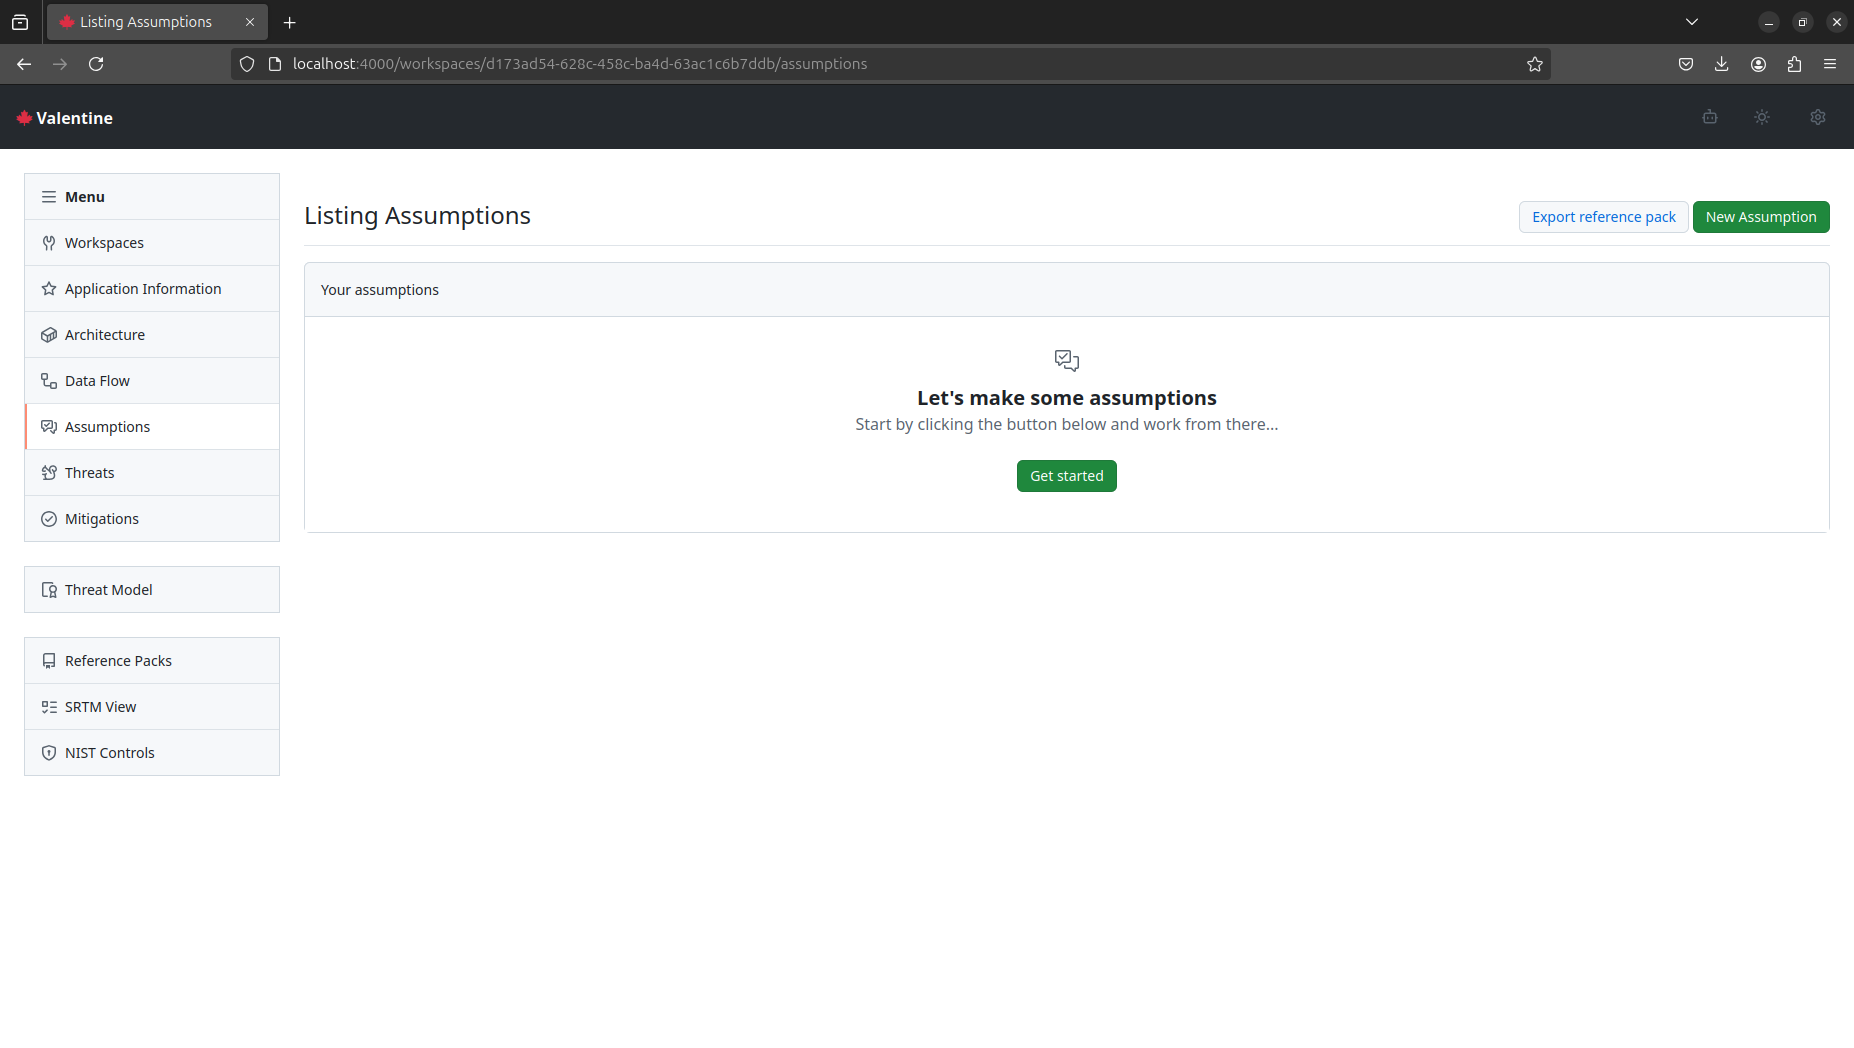 Listing Assumptions
localhost:4000/workspaces/d173ad54-628c-458c-ba4d-63ac1c6b7ddb/assumptions
Valentine
Menu
Workspaces
Application Information
Architecture
Data Flow
Assumptions
Threats
Mitigations
Threat Model
Reference Packs
SRTM View
NIST Controls
Listing Assumptions
Export reference pack
New Assumption
Your assumptions
Let's make some assumptions
Start by clicking the button below and work from there...
Get started